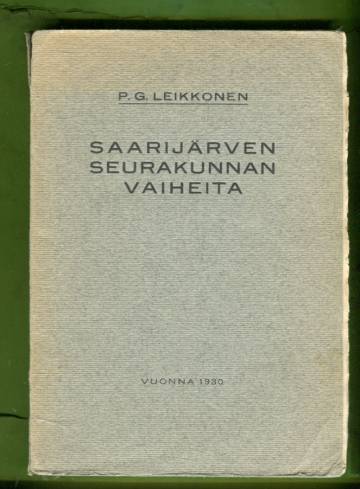 P. G. LEIKKONEN
SAARIJÄRVEN
SEURAKUNNAN
VAIHEITA
VUONNA 1930